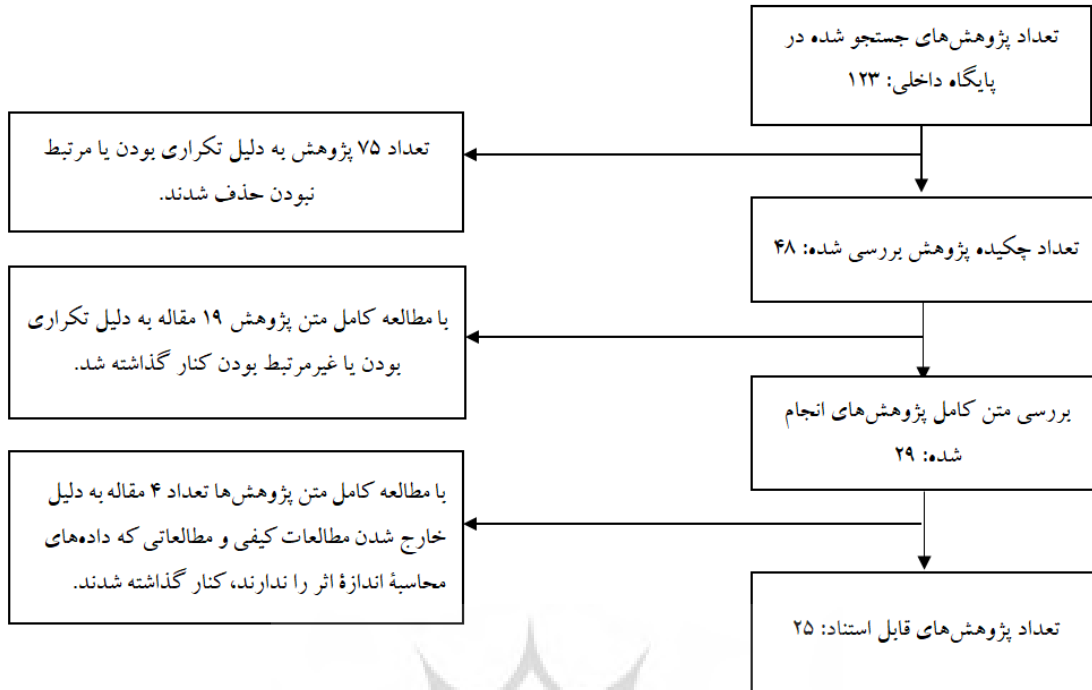 تعداد پژوهش‌های جستجو شده در
پایگاه داخلی: ۱۲۳
تعداد ۷۵ پژوهش به دلیل تکراری بودن یا مرتبط
نبودن حذف شدند.
تعداد چکیده پژوهش بررسی شده: ۴۸
با مطالعه کامل متن پژوهش ۱۹ مقاله به دلیل تکراری
بودن یا غیرمرتبط بودن کنار گذاشته شد.
بررسی متن کامل پژوهش‌های انجام
شده: ۲۹
با مطالعه کامل متن پژوهش‌ها تعداد ۴ مقاله به دلیل
خارج شدن مطالعات کیفی و مطالعاتی که داده‌های
محاسبۀ اندازۀ اثر را ندارند، کنار گذاشته شدند.
تعداد پژوهش‌های قابل استناد: ۲۵